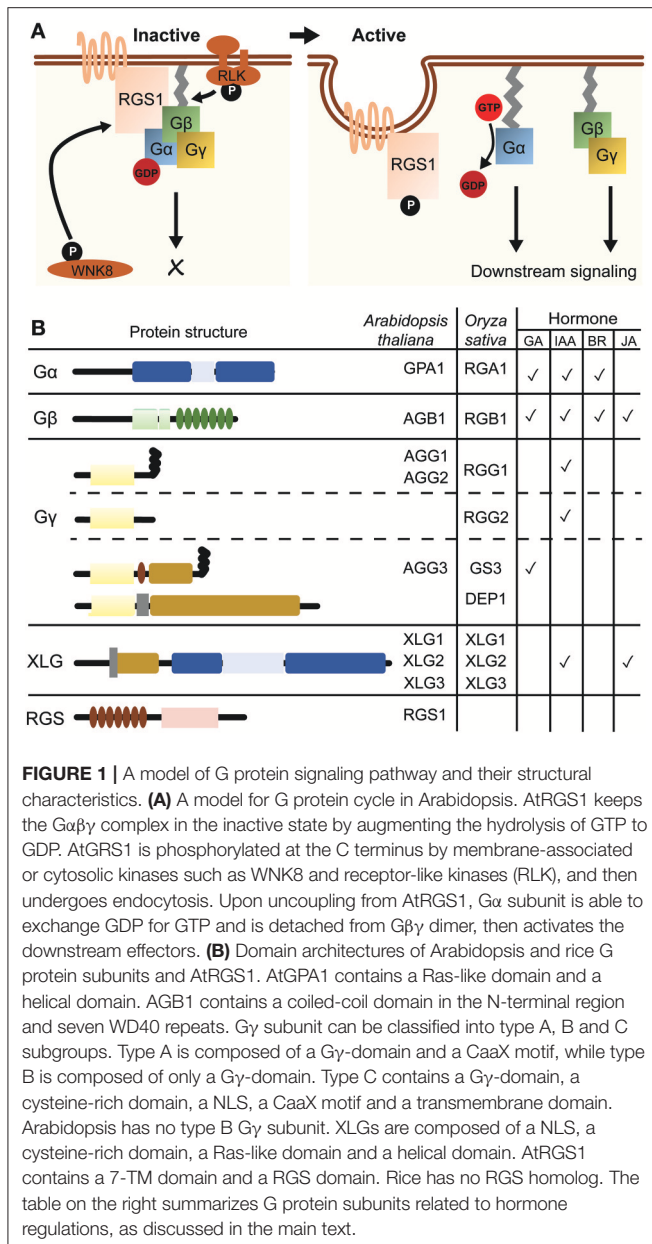 A
Inactive
Active
RLK
P
RGS1
Gβ
Gα
Gγ
GDP
P
WNK8
X
RGS1
P
GTP
Gα
GDP
Gβ
Gγ
Downstream signaling
B
Protein structure
Arabidopsis thaliana
Oryza sativa
Hormone
GA IAA BR JA
Gα GPA1 RGA1 ✓ ✓ ✓
Gβ AGB1 RGB1 ✓ ✓ ✓ ✓
AGG1
AGG2 RGG1 ✓
Gγ RGG2 ✓
AGG3 GS3 ✓
DEP1
XLG1 XLG1
XLG XLG2 XLG2 ✓ ✓
XLG3 XLG3
RGS RGS1
FIGURE 1 | A model of G protein signaling pathway and their structural
characteristics. (A) A model for G protein cycle in Arabidopsis. AtRGS1 keeps
the Gαβγ complex in the inactive state by augmenting the hydrolysis of GTP to
GDP. AtGRS1 is phosphorylated at the C terminus by membrane-associated
or cytosolic kinases such as WNK8 and receptor-like kinases (RLK), and then
undergoes endocytosis. Upon uncoupling from AtRGS1, Gα subunit is able to
exchange GDP for GTP and is detached from Gβγ dimer, then activates the
downstream effectors. (B) Domain architectures of Arabidopsis and rice G
protein subunits and AtRGS1. AtGPA1 contains a Ras-like domain and a
helical domain. AGB1 contains a coiled-coil domain in the N-terminal region
and seven WD40 repeats. Gγ subunit can be classified into type A, B and C
subgroups. Type A is composed of a Gγ-domain and a CaaX motif, while type
B is composed of only a Gγ-domain. Type C contains a Gγ-domain, a
cysteine-rich domain, a NLS, a CaaX motif and a transmembrane domain.
Arabidopsis has no type B Gγ subunit. XLGs are composed of a NLS, a
cysteine-rich domain, a Ras-like domain and a helical domain. AtRGS1
contains a 7-TM domain and a RGS domain. Rice has no RGS homolog. The
table on the right summarizes G protein subunits related to hormone
regulations, as discussed in the main text.